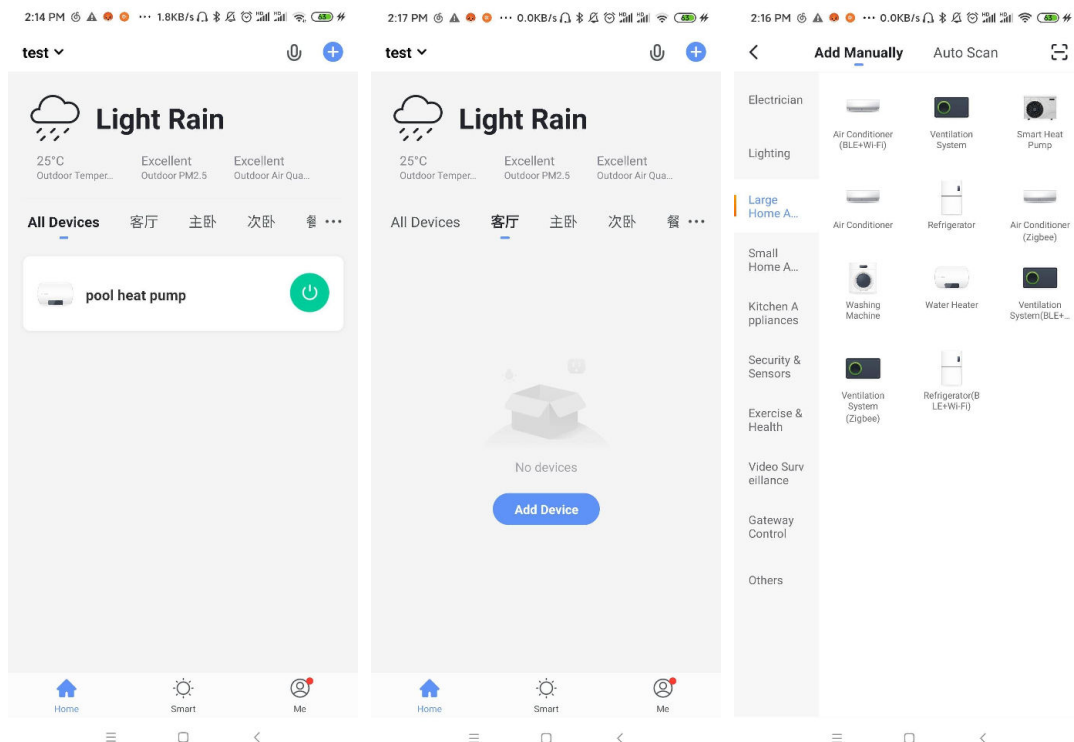 2:14 PM ··· 1.8KB/s 63
test
Light Rain
25°C Excellent Excellent
Outdoor Temper... Outdoor PM2.5 Outdoor Air Qua...
All Devices 客厅 主卧 次卧 餐 ···
pool heat pump
Home Smart Me
2:17 PM ··· 0.0KB/s 63
test
Light Rain
25°C Excellent Excellent
Outdoor Temper... Outdoor PM2.5 Outdoor Air Qua...
All Devices 客厅 主卧 次卧 餐 ···
No devices
Add Device
Home Smart Me
2:16 PM ··· 0.0KB/s 63
Add Manually Auto Scan
Electrician
Lighting
Large
Home A...
Small
Home A...
Kitchen A
ppliances
Security &
Sensors
Exercise &
Health
Video Surv
eillance
Gateway
Control
Others
Air Conditioner
(BLE+Wi-Fi)
Ventilation
System
Smart Heat
Pump
Air Conditioner
Refrigerator
Air Conditioner
(Zigbee)
Washing
Machine
Water Heater
Ventilation
System(BLE+...
Ventilation
System
(Zigbee)
Refrigerator(B
LE+Wi-Fi)